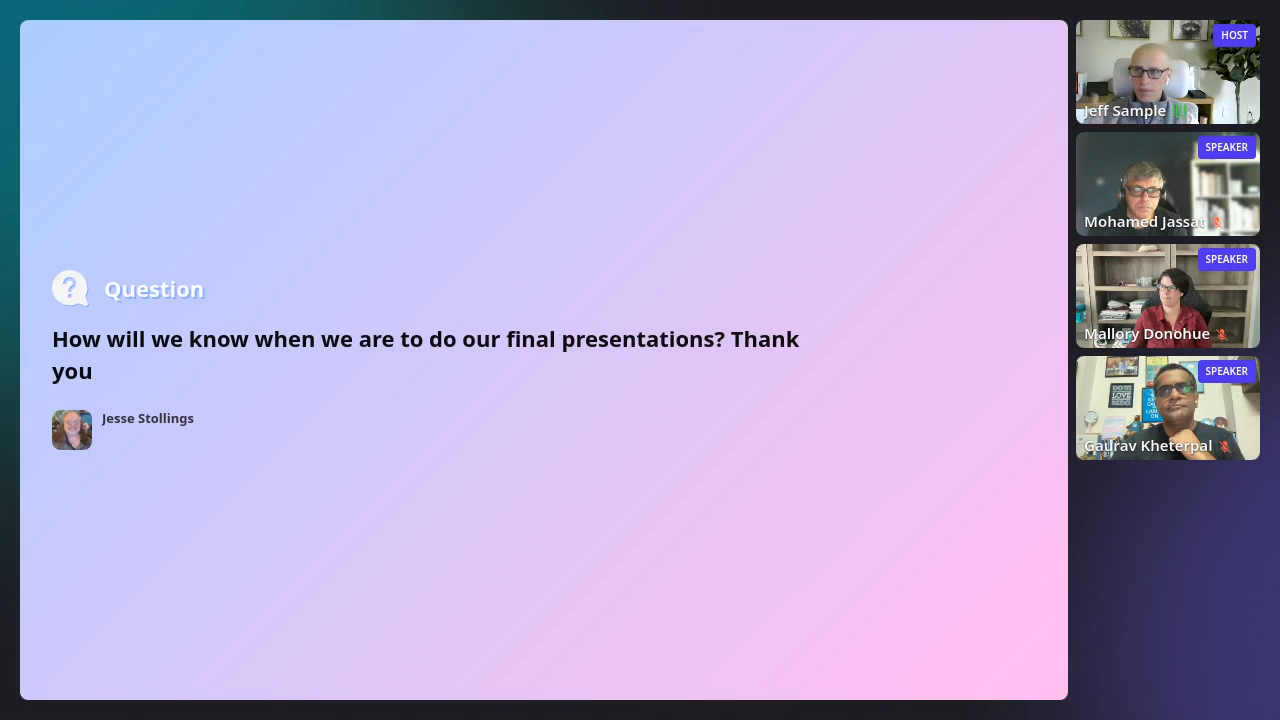 Question
How will we know when we are to do our final presentations? Thank
you
Jesse Stollings
HOST
Jeff Sample
SPEAKER
Mohamed Jassat
SPEAKER
Mallory Donohue
SPEAKER
Gaurav Kheterpal